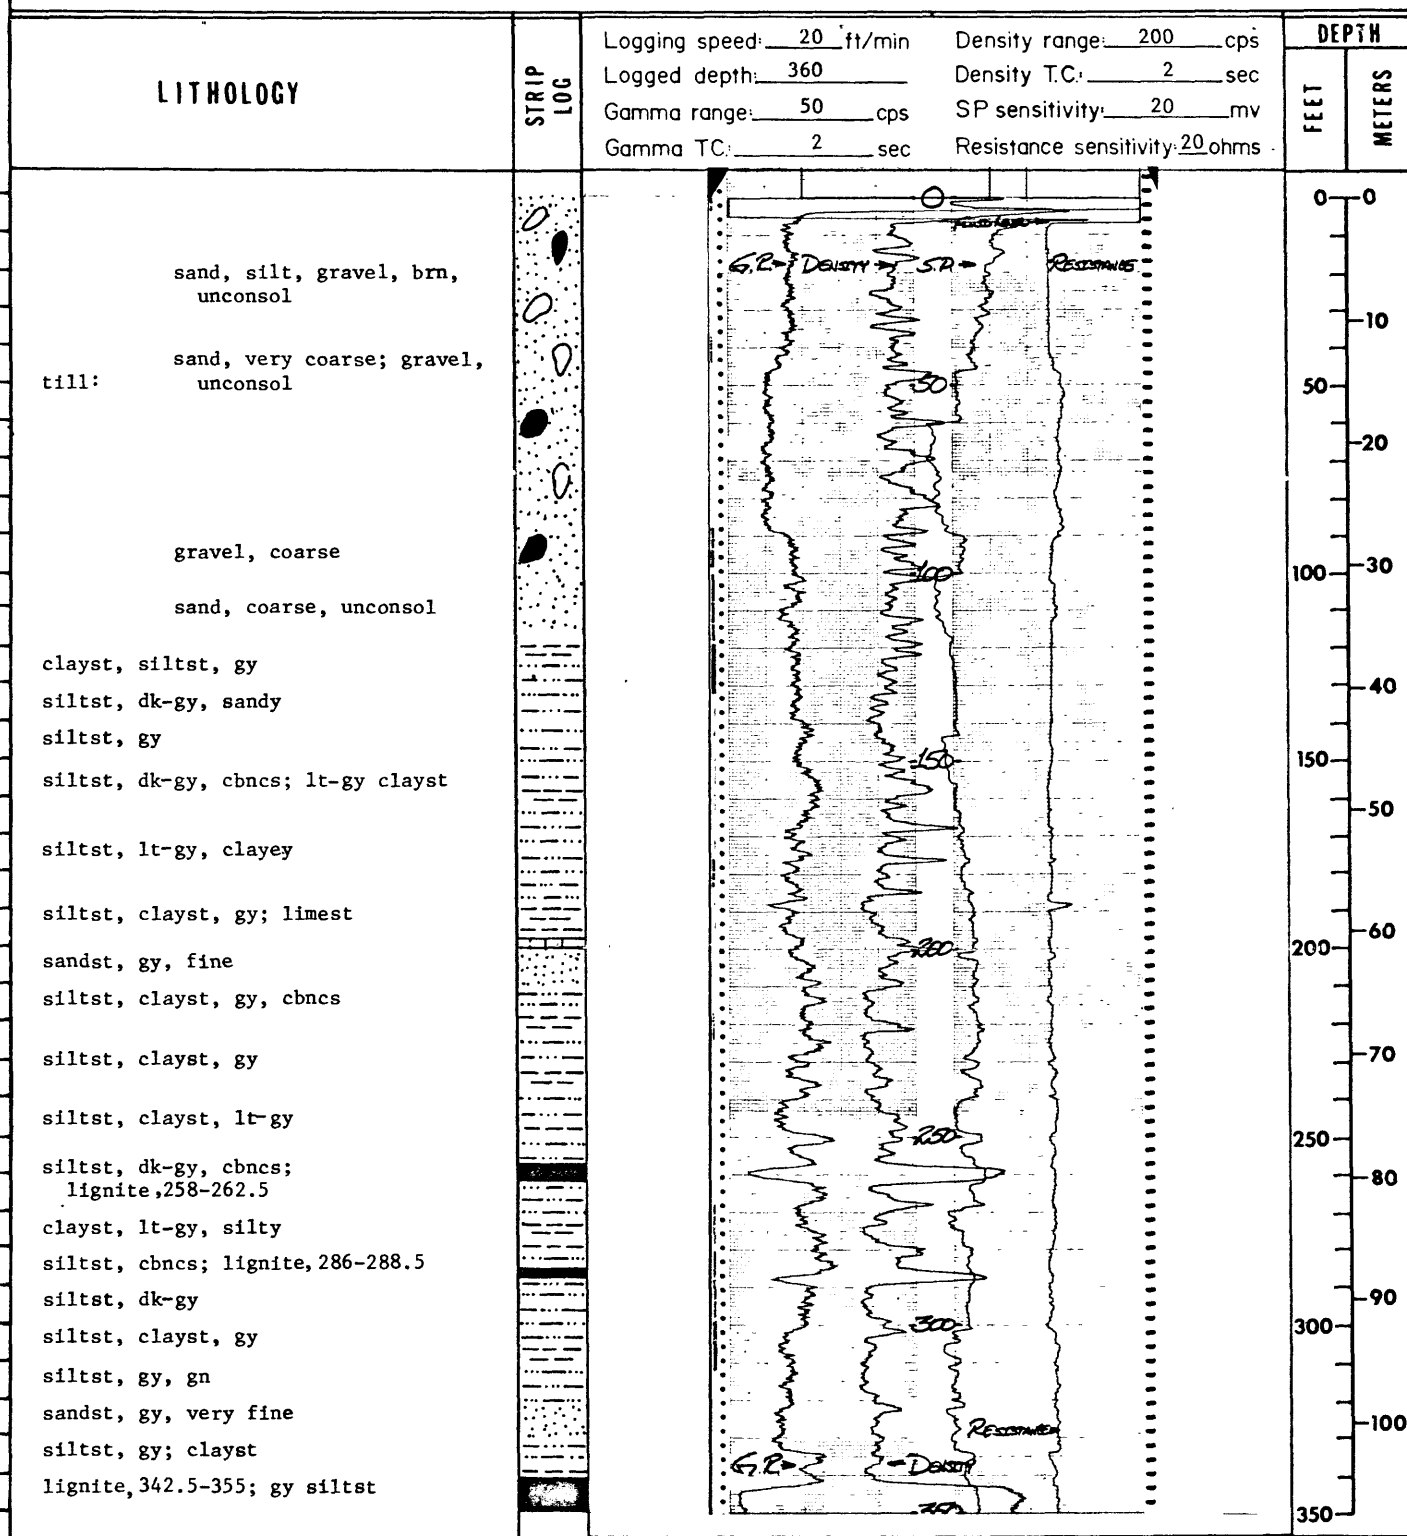 LITHOLOGY
STRIP LOG
Logging speed: 20 ft/min
Logged depth: 360
Gamma range: 50 cps
Gamma TC: 2 sec
Density range: 200 cps
Density T.C.: 2 sec
SP sensitivity: 20 mv
Resistance sensitivity: 20 ohms
DEPTH
FEET
METERS
sand, silt, gravel, brn,
unconsol
sand, very coarse; gravel,
till: unconsol
gravel, coarse
sand, coarse, unconsol
clayst, siltst, gy
siltst, dk-gy, sandy
siltst, gy
siltst, dk-gy, cbncs; lt-gy clayst
siltst, lt-gy, clayey
siltst, clayst, gy; limest
sandst, gy, fine
siltst, clayst, gy, cbncs
siltst, clayst, gy
siltst, clayst, lt-gy
siltst, dk-gy, cbncs;
lignite,258-262.5
clayst, lt-gy, silty
siltst, cbncs; lignite,286-288.5
siltst, dk-gy
siltst, clayst, gy
siltst, gy, gn
sandst, gy, very fine
siltst, gy; clayst
lignite,342.5-355; gy siltst
0
G.R. DENSITY S.P. RESISTANCE
50
100
150
200
250
300
RESISTANCE
G.R. DENSITY
350
0
50
100
150
200
250
300
350
0
10
20
30
40
50
60
70
80
90
100